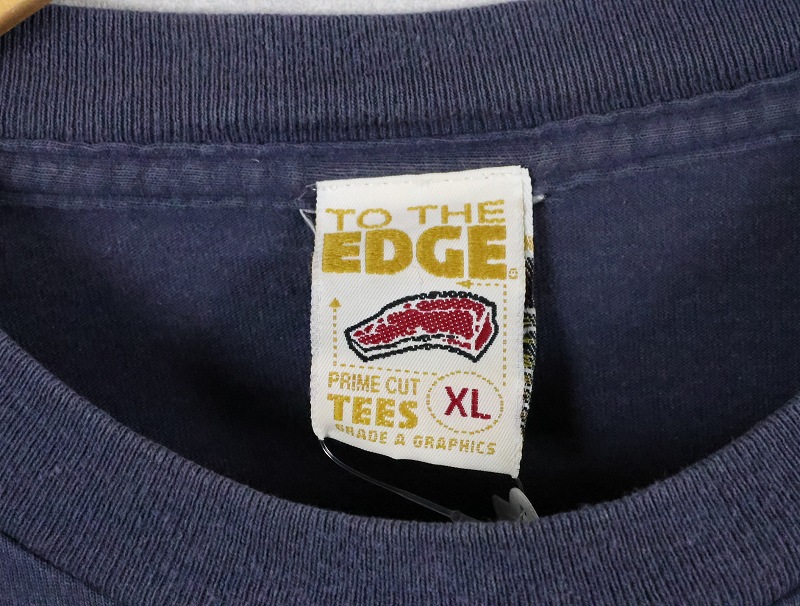 TO THE
EDGE®
PRIME CUT
TEES
XL
GRADE A GRAPHICS